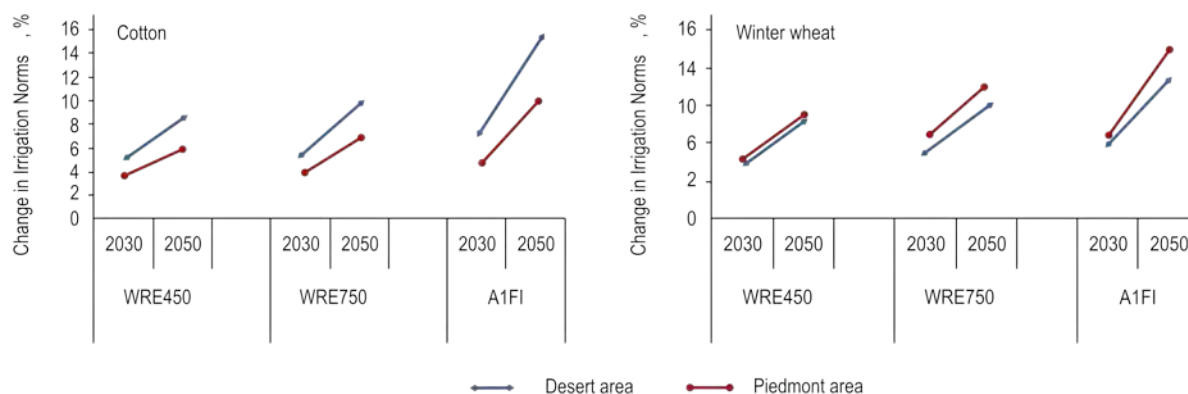 Change in Irrigation Norms , %
16
14
12
10
8
6
4
2
0
Cotton
2030 2050 2030 2050 2030 2050
WRE450 WRE750 A1FI
Change in Irrigation Norms , %
16
14
10
6
2
0
Winter wheat
2030 2050 2030 2050 2030 2050
WRE450 WRE750 A1FI
Desert area Piedmont area